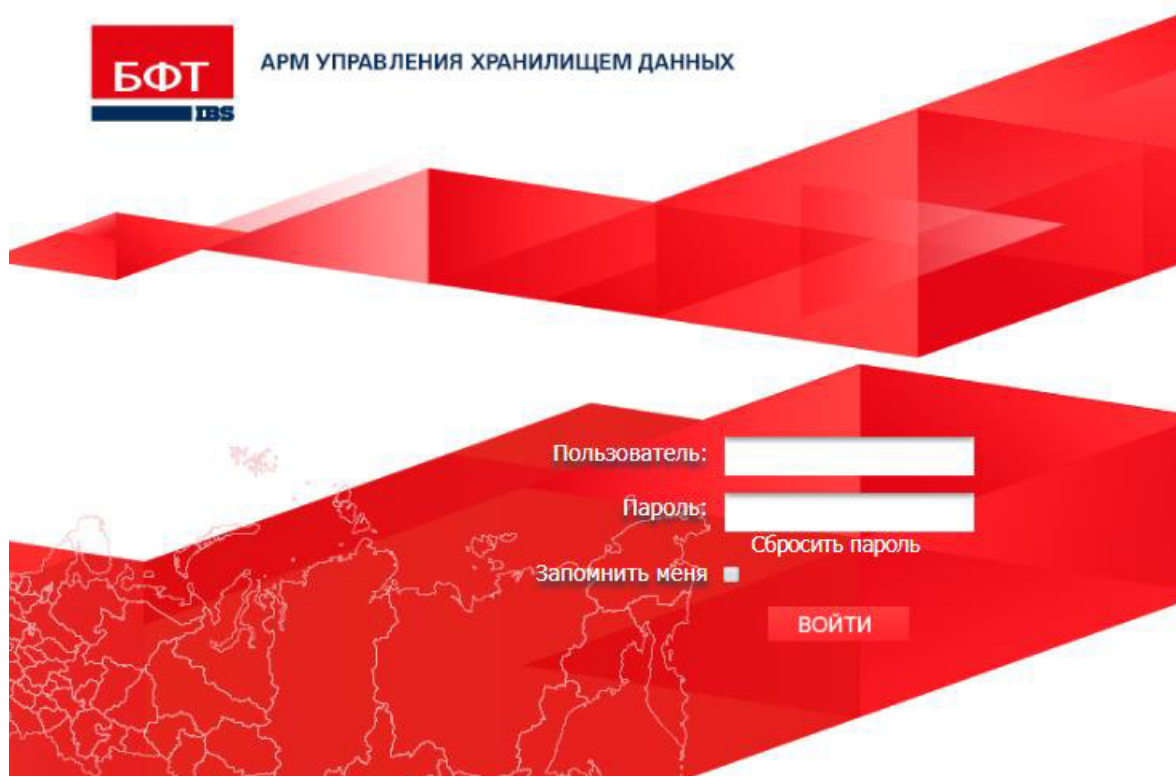 БФТ
IBS
АРМ УПРАВЛЕНИЯ ХРАНИЛИЩЕМ ДАННЫХ
Пользователь:
Пароль:
Сбросить пароль
Запомнить меня
ВОЙТИ